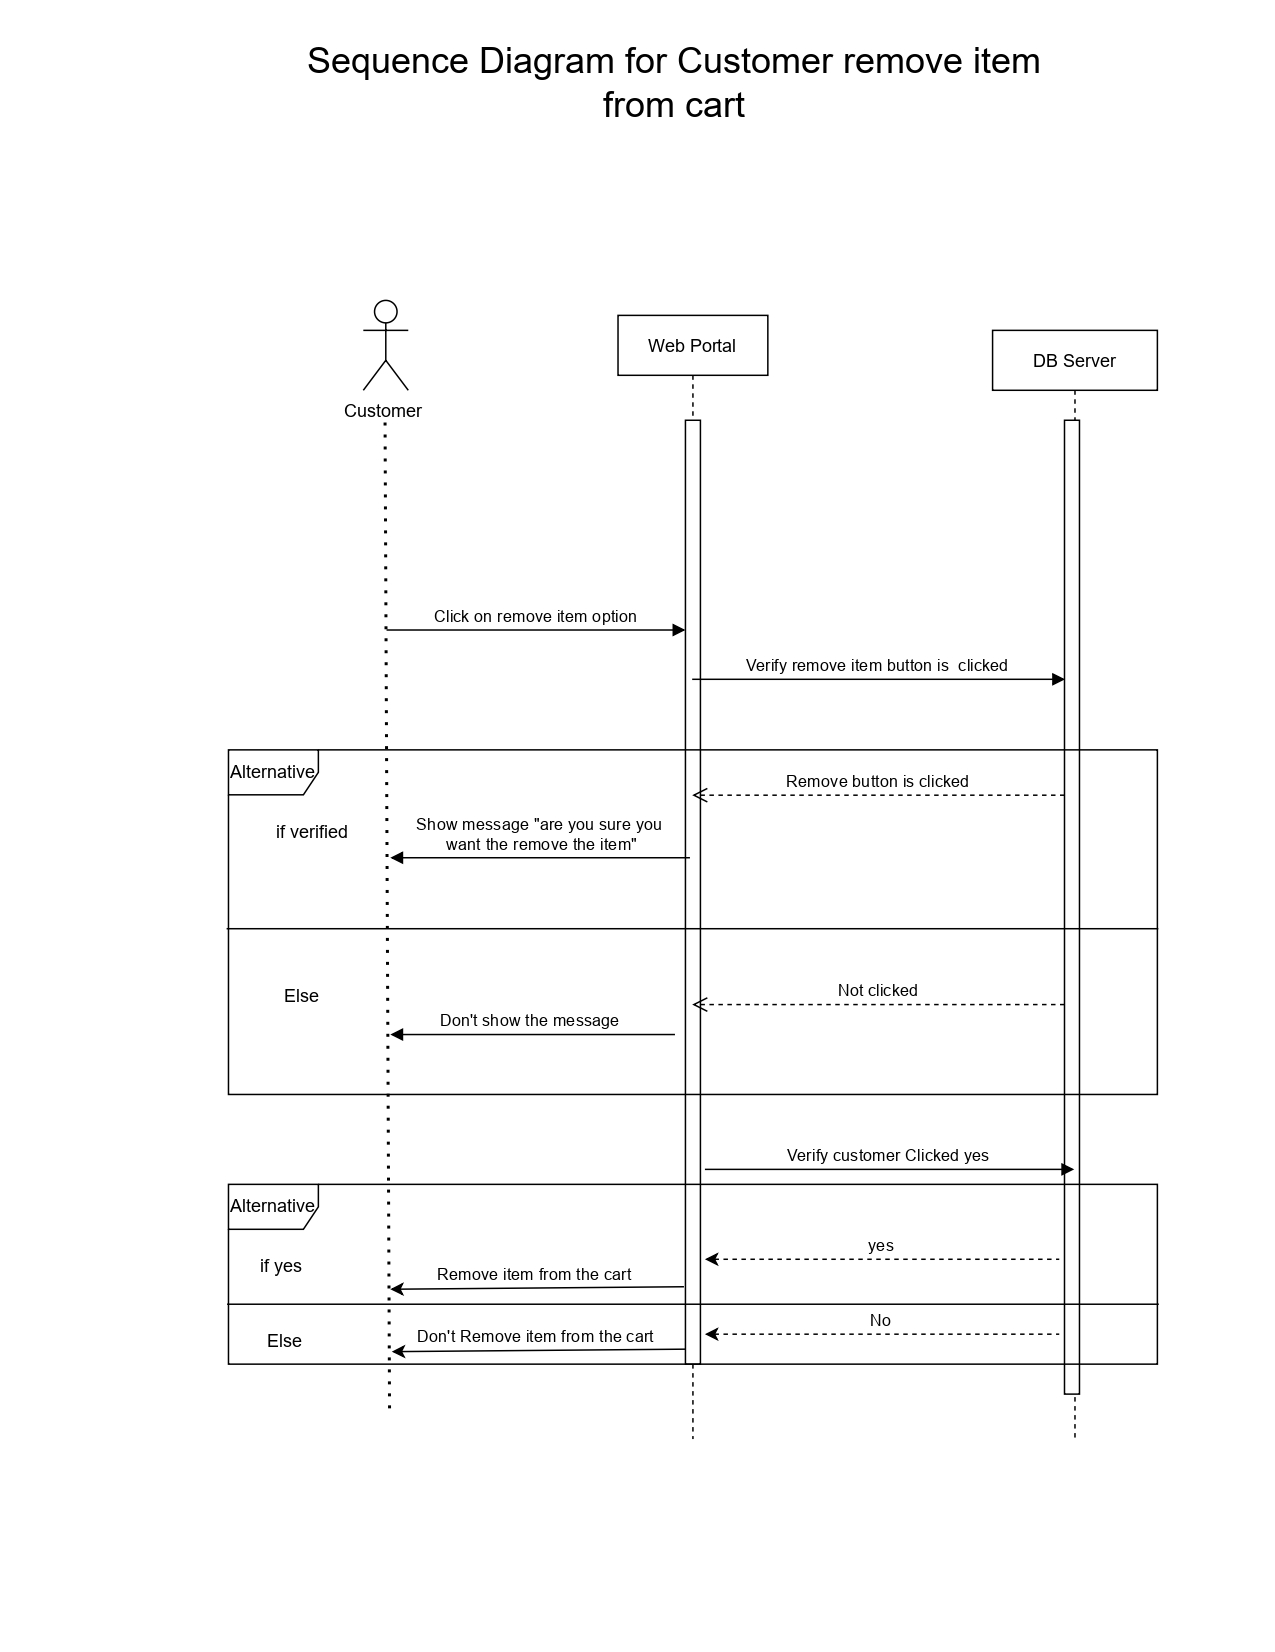 Sequence Diagram for Customer remove item
from cart
Web Portal
DB Server
Customer
Click on remove item option
Verify remove item button is  clicked
Alternative
Remove button is clicked
if verified
Show message "are you sure you
want the remove the item"
Else
Not clicked
Don't show the message
Verify customer Clicked yes
Alternative
yes
if yes
Remove item from the cart
No
Else
Don't Remove item from the cart